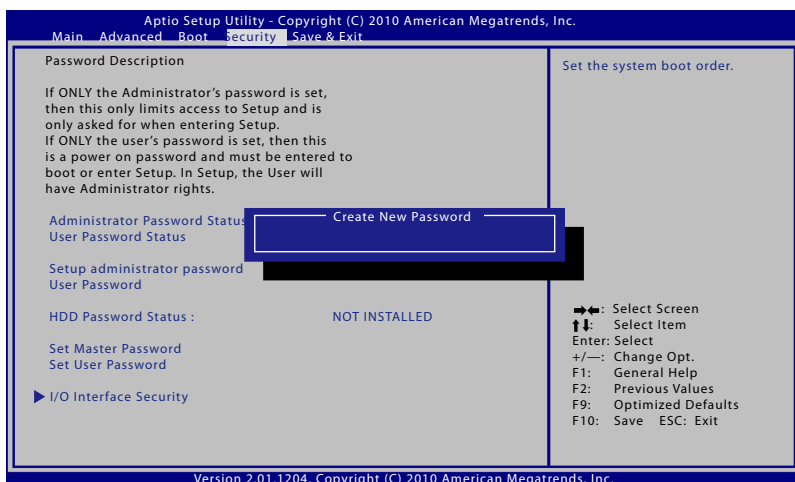 Aptio Setup Utility - Copyright (C) 2010 American Megatrends, Inc.
Main Advanced Boot Security Save & Exit
Password Description
If ONLY the Administrator's password is set,
then this only limits access to Setup and is
only asked for when entering Setup.
If ONLY the user's password is set, then this
is a power on password and must be entered to
boot or enter Setup. In Setup, the User will
have Administrator rights.
Administrator Password Status
User Password Status
Create New Password
Setup administrator password
User Password
HDD Password Status : NOT INSTALLED
Set Master Password
Set User Password
I/O Interface Security
Set the system boot order.
→←: Select Screen
↑↓: Select Item
Enter: Select
+/—: Change Opt.
F1: General Help
F2: Previous Values
F9: Optimized Defaults
F10: Save ESC: Exit
Version 2.01.1204. Copyright (C) 2010 American Megatrends, Inc.